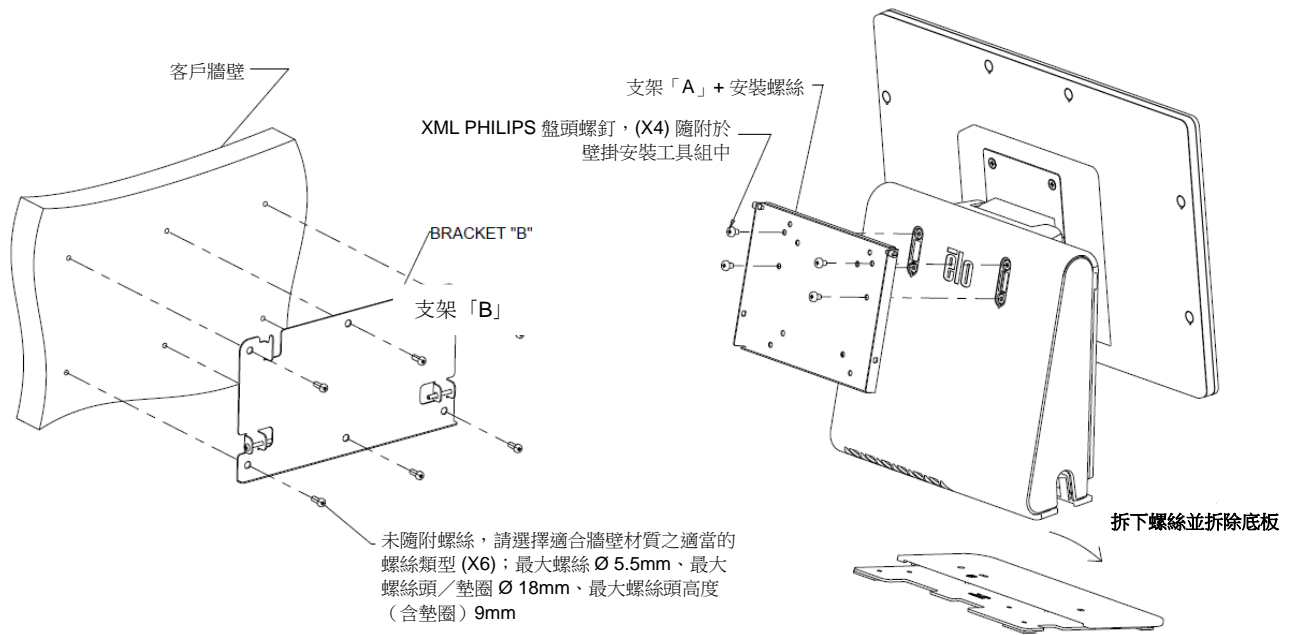 客戶牆壁
支架「A」+ 安裝螺絲
XML PHILIPS 盤頭螺釘，(X4) 隨附於
壁掛安裝工具組中
BRACKET "B"
支架「B」
elo
拆下螺絲並拆除底板
未隨附螺絲，請選擇適合牆壁材質之適當的
螺絲類型 (X6)；最大螺絲 Ø 5.5mm、最大
螺絲頭／墊圈 Ø 18mm、最大螺絲頭高度
（含墊圈）9mm